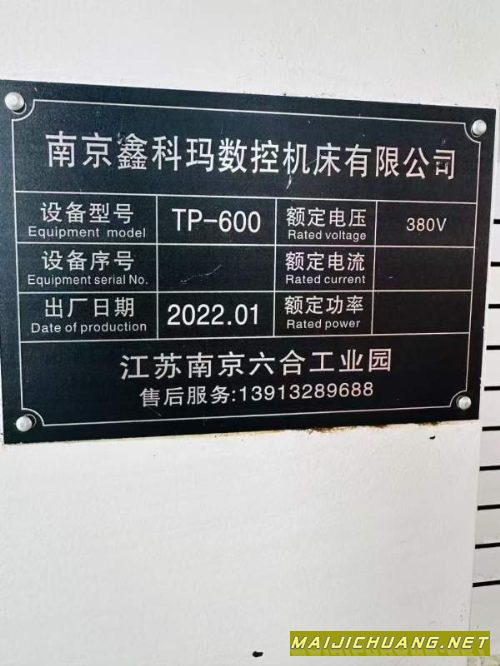 南京鑫科玛数控机床有限公司
设备型号 TP-600 额定电压 380V
Equipment model Rated voltage
设备序号 额定电流
Equipment serial No. Rated current
出厂日期 2022.01 额定功率
Date of production Rated power
江苏南京六合工业园
售后服务:13913289688
MAIJICHUANG.NET